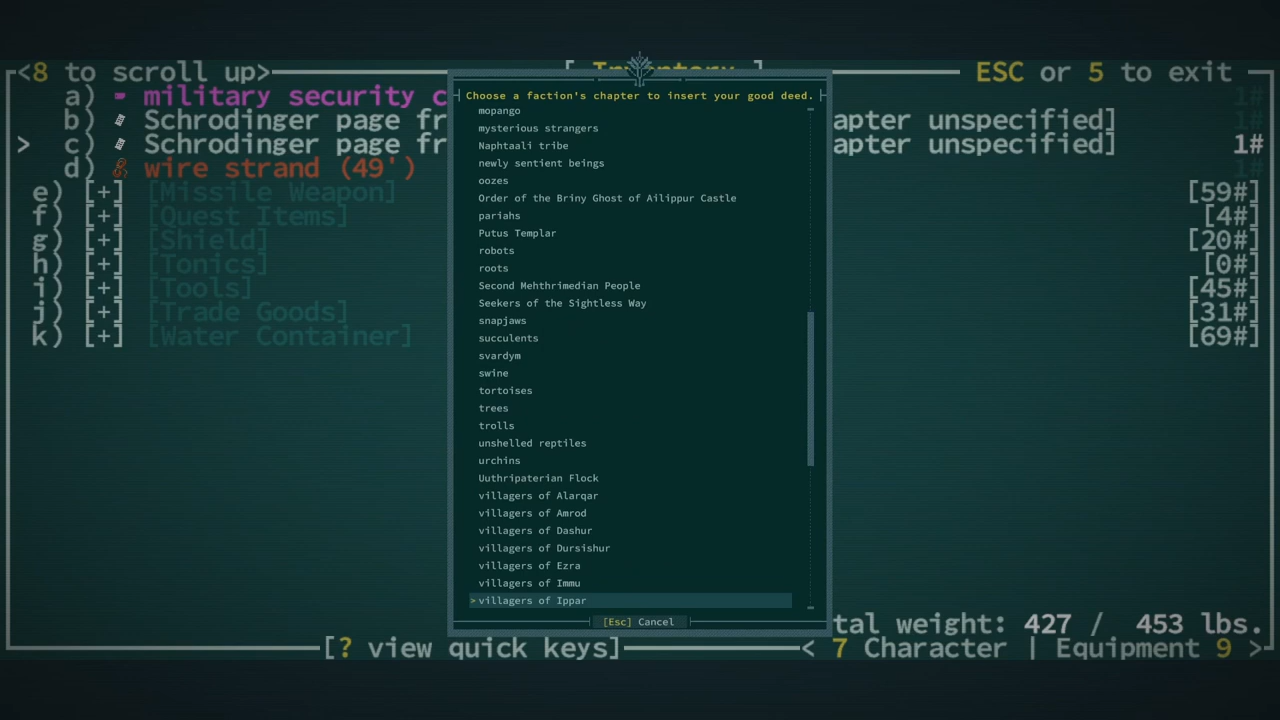 <8 to scroll up>
[ Inventory ]
ESC or 5 to exit
Choose a faction's chapter to insert your good deed.
a) military security c
1#
b) Schrodinger page fr
apter unspecified]
1#
> c) Schrodinger page fr
apter unspecified]
1#
d) wire strand (49')
1#
e) [+] [Missile Weapon]
[59#]
f) [+] [Quest Items]
[4#]
g) [+] [Shield]
[20#]
h) [+] [Tonics]
[0#]
i) [+] [Tools]
[45#]
j) [+] [Trade Goods]
[31#]
k) [+] [Water Container]
[69#]
mopango
mysterious strangers
Naphtaali tribe
newly sentient beings
oozes
Order of the Briny Ghost of Ailippur Castle
pariahs
Putus Templar
robots
roots
Second Mehthrimedian People
Seekers of the Sightless Way
snapjaws
succulents
svardym
swine
tortoises
trees
trolls
unshelled reptiles
urchins
Uuthripaterian Flock
villagers of Alarqar
villagers of Amrod
villagers of Dashur
villagers of Dursishur
villagers of Ezra
villagers of Immu
>villagers of Ippar
[Esc] Cancel
tal weight: 427 / 453 lbs.
[? view quick keys]
< 7 Character | Equipment 9 >